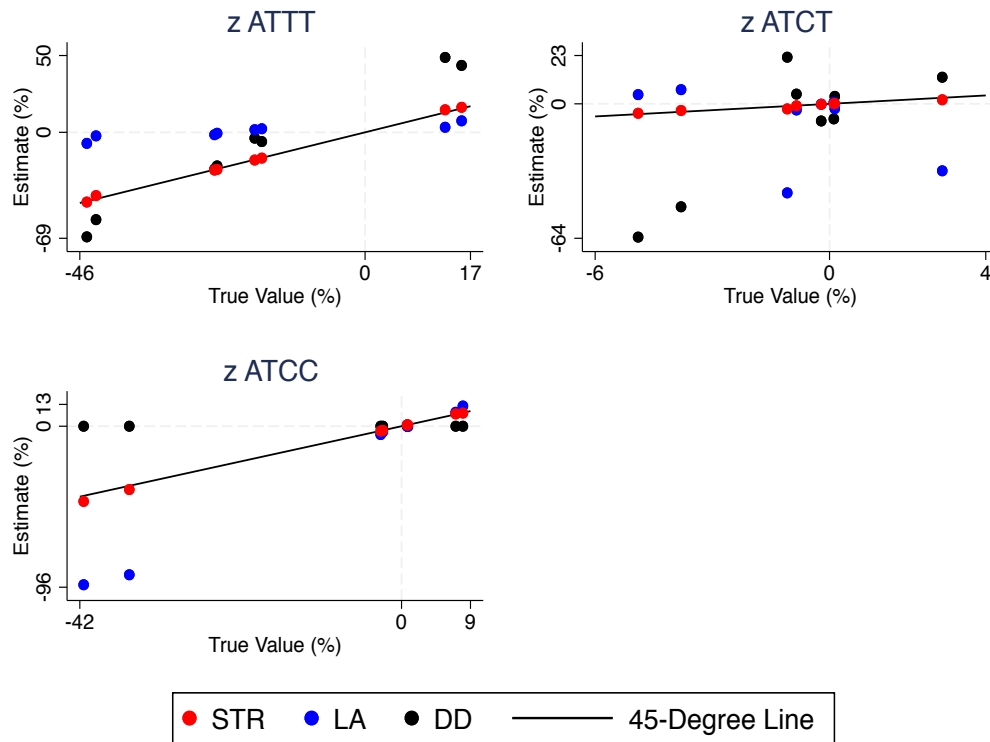 z ATTT
Estimate (%)
50
0
-69
-46
0
17
True Value (%)
z ATCT
Estimate (%)
23
0
-64
-6
0
4
True Value (%)
z ATCC
Estimate (%)
13
0
-96
-42
0
9
True Value (%)
STR LA DD 45-Degree Line